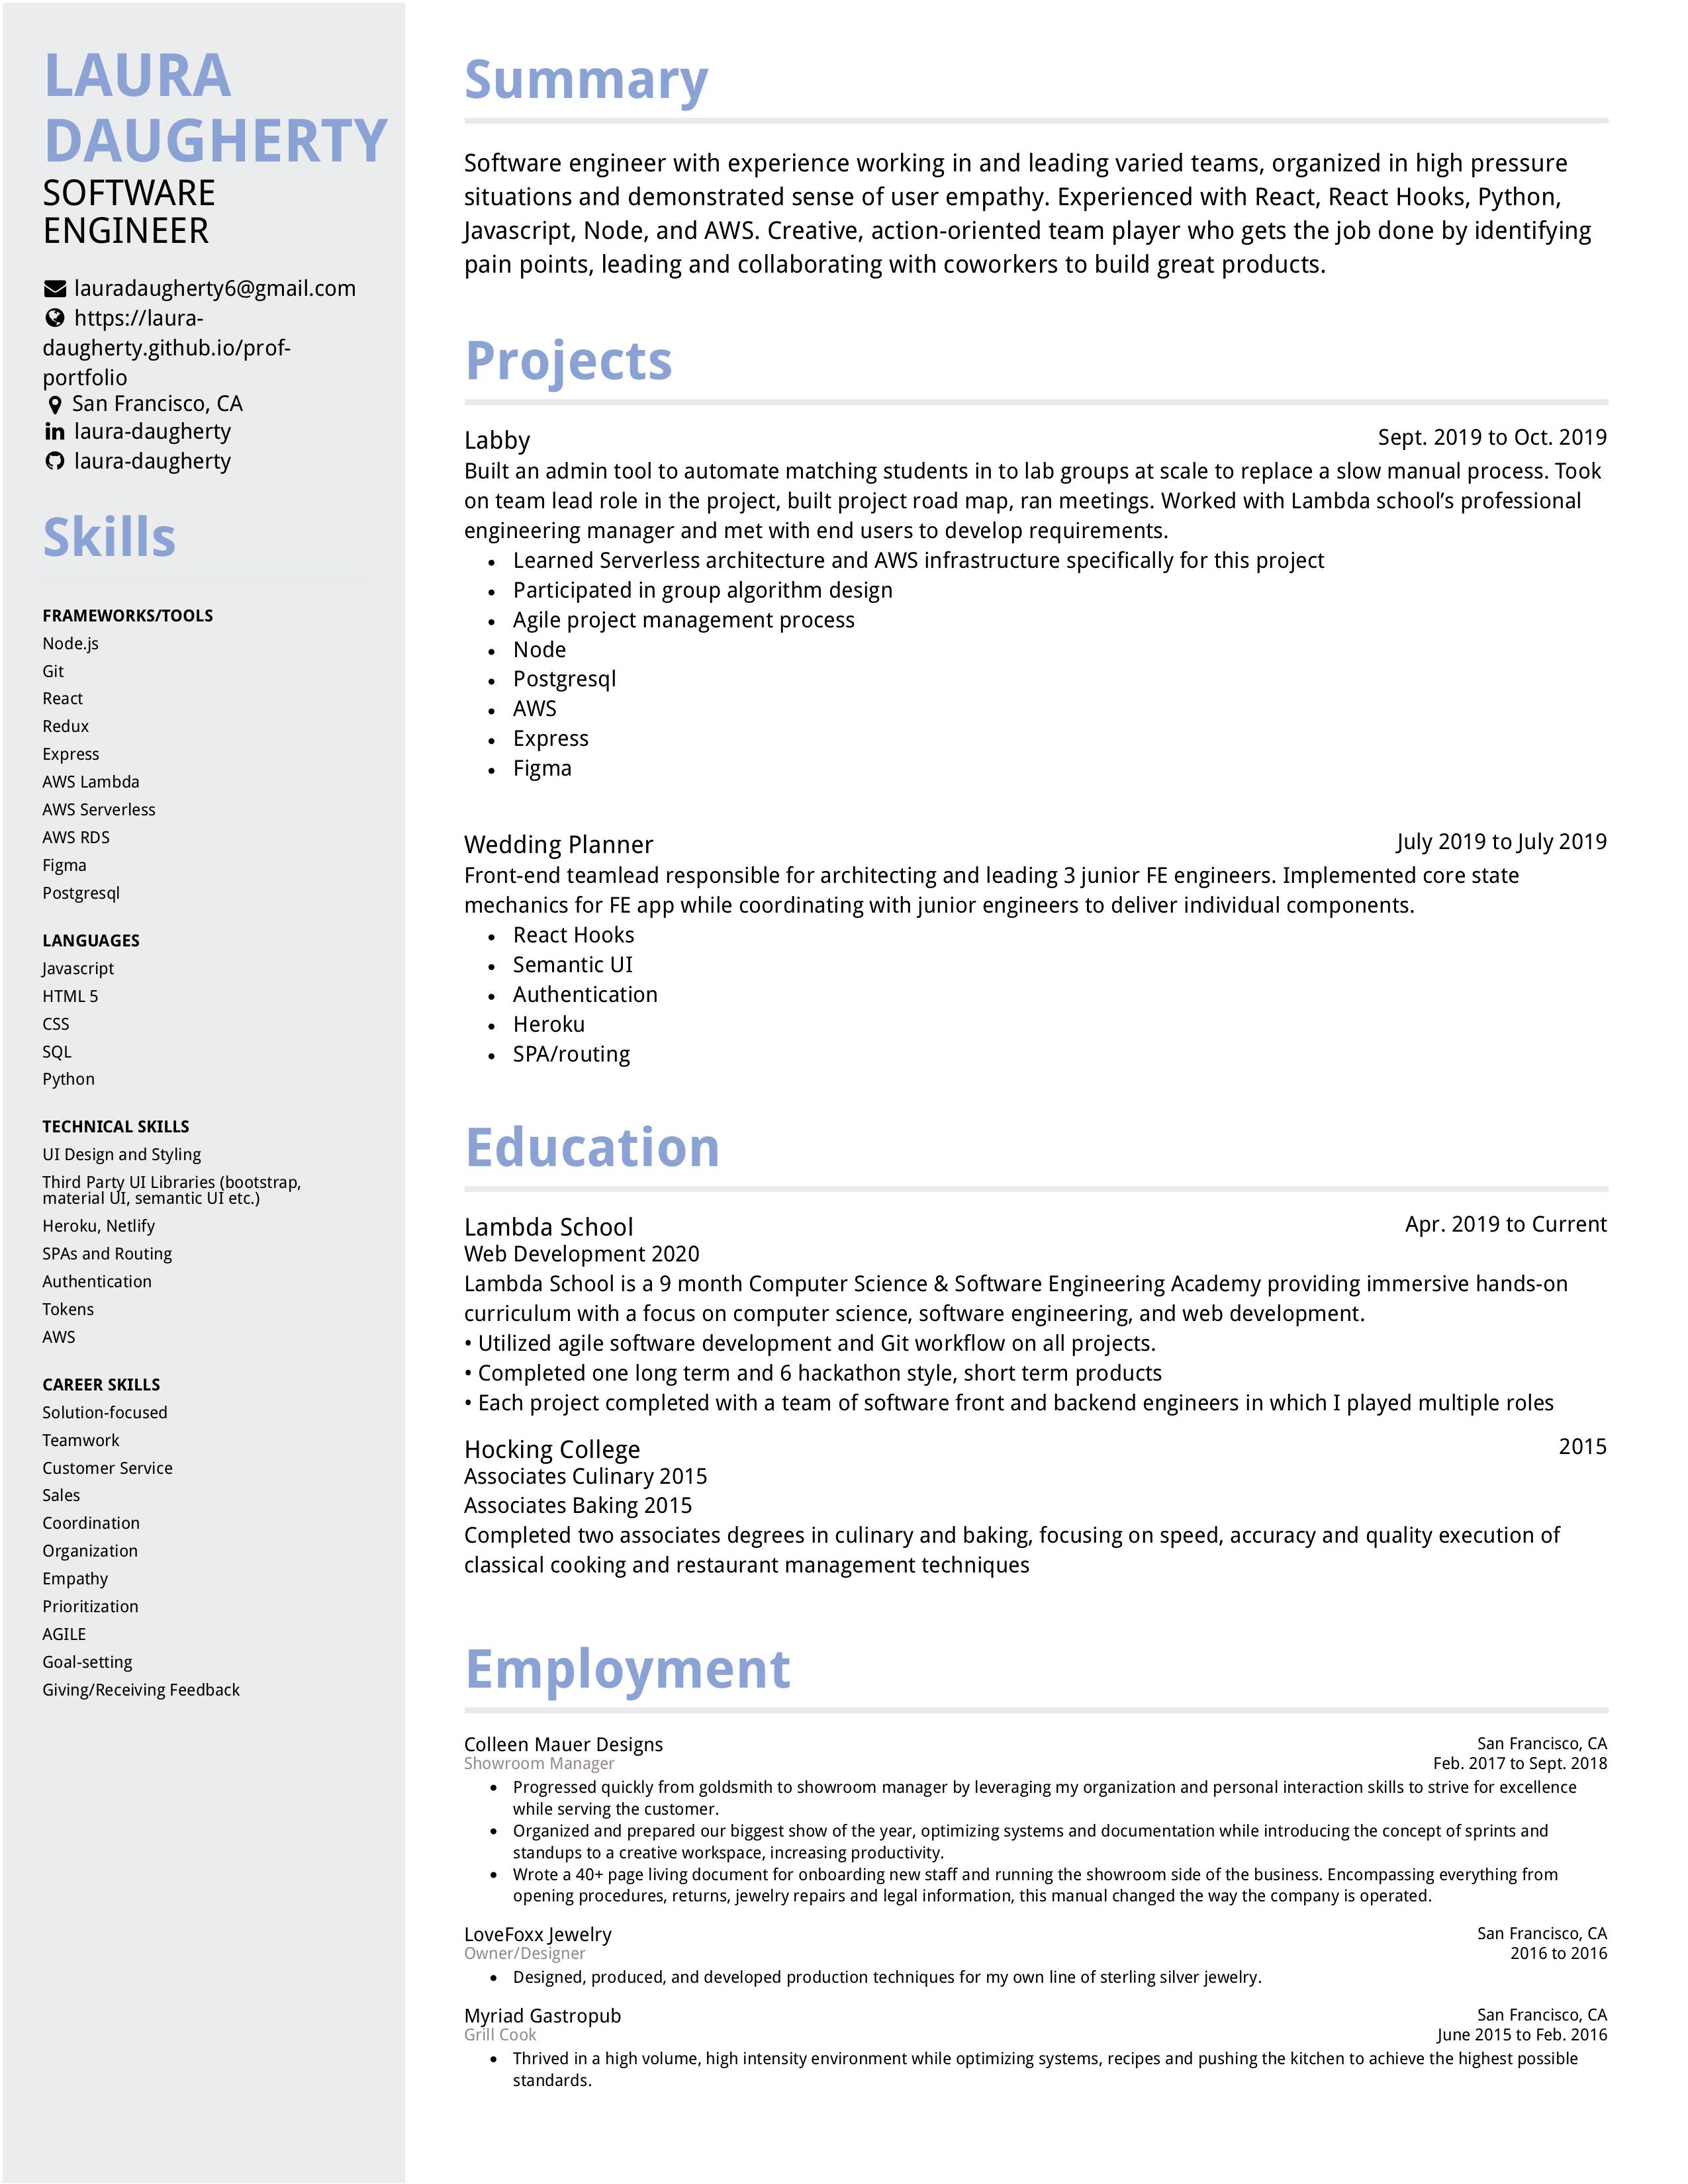 LAURA
DAUGHERTY
SOFTWARE
ENGINEER
lauradaugherty6@gmail.com
https://laura-
daugherty.github.io/prof-
portfolio
San Francisco, CA
laura-daugherty
laura-daugherty
Skills
FRAMEWORKS/TOOLS
Node.js
Git
React
Redux
Express
AWS Lambda
AWS Serverless
AWS RDS
Figma
Postgresql
LANGUAGES
Javascript
HTML 5
CSS
SQL
Python
TECHNICAL SKILLS
UI Design and Styling
Third Party UI Libraries (bootstrap,
material UI, semantic UI etc.)
Heroku, Netlify
SPAs and Routing
Authentication
Tokens
AWS
CAREER SKILLS
Solution-focused
Teamwork
Customer Service
Sales
Coordination
Organization
Empathy
Prioritization
AGILE
Goal-setting
Giving/Receiving Feedback
Summary
Software engineer with experience working in and leading varied teams, organized in high pressure
situations and demonstrated sense of user empathy. Experienced with React, React Hooks, Python,
Javascript, Node, and AWS. Creative, action-oriented team player who gets the job done by identifying
pain points, leading and collaborating with coworkers to build great products.
Projects
Labby Sept. 2019 to Oct. 2019
Built an admin tool to automate matching students in to lab groups at scale to replace a slow manual process. Took
on team lead role in the project, built project road map, ran meetings. Worked with Lambda school’s professional
engineering manager and met with end users to develop requirements.
• Learned Serverless architecture and AWS infrastructure specifically for this project
• Participated in group algorithm design
• Agile project management process
• Node
• Postgresql
• AWS
• Express
• Figma
Wedding Planner July 2019 to July 2019
Front-end teamlead responsible for architecting and leading 3 junior FE engineers. Implemented core state
mechanics for FE app while coordinating with junior engineers to deliver individual components.
• React Hooks
• Semantic UI
• Authentication
• Heroku
• SPA/routing
Education
Lambda School Apr. 2019 to Current
Web Development 2020
Lambda School is a 9 month Computer Science & Software Engineering Academy providing immersive hands-on
curriculum with a focus on computer science, software engineering, and web development.
• Utilized agile software development and Git workflow on all projects.
• Completed one long term and 6 hackathon style, short term products
• Each project completed with a team of software front and backend engineers in which I played multiple roles
Hocking College 2015
Associates Culinary 2015
Associates Baking 2015
Completed two associates degrees in culinary and baking, focusing on speed, accuracy and quality execution of
classical cooking and restaurant management techniques
Employment
Colleen Mauer Designs San Francisco, CA
Showroom Manager Feb. 2017 to Sept. 2018
• Progressed quickly from goldsmith to showroom manager by leveraging my organization and personal interaction skills to strive for excellence
while serving the customer.
• Organized and prepared our biggest show of the year, optimizing systems and documentation while introducing the concept of sprints and
standups to a creative workspace, increasing productivity.
• Wrote a 40+ page living document for onboarding new staff and running the showroom side of the business. Encompassing everything from
opening procedures, returns, jewelry repairs and legal information, this manual changed the way the company is operated.
LoveFoxx Jewelry San Francisco, CA
Owner/Designer 2016 to 2016
• Designed, produced, and developed production techniques for my own line of sterling silver jewelry.
Myriad Gastropub San Francisco, CA
Grill Cook June 2015 to Feb. 2016
• Thrived in a high volume, high intensity environment while optimizing systems, recipes and pushing the kitchen to achieve the highest possible
standards.